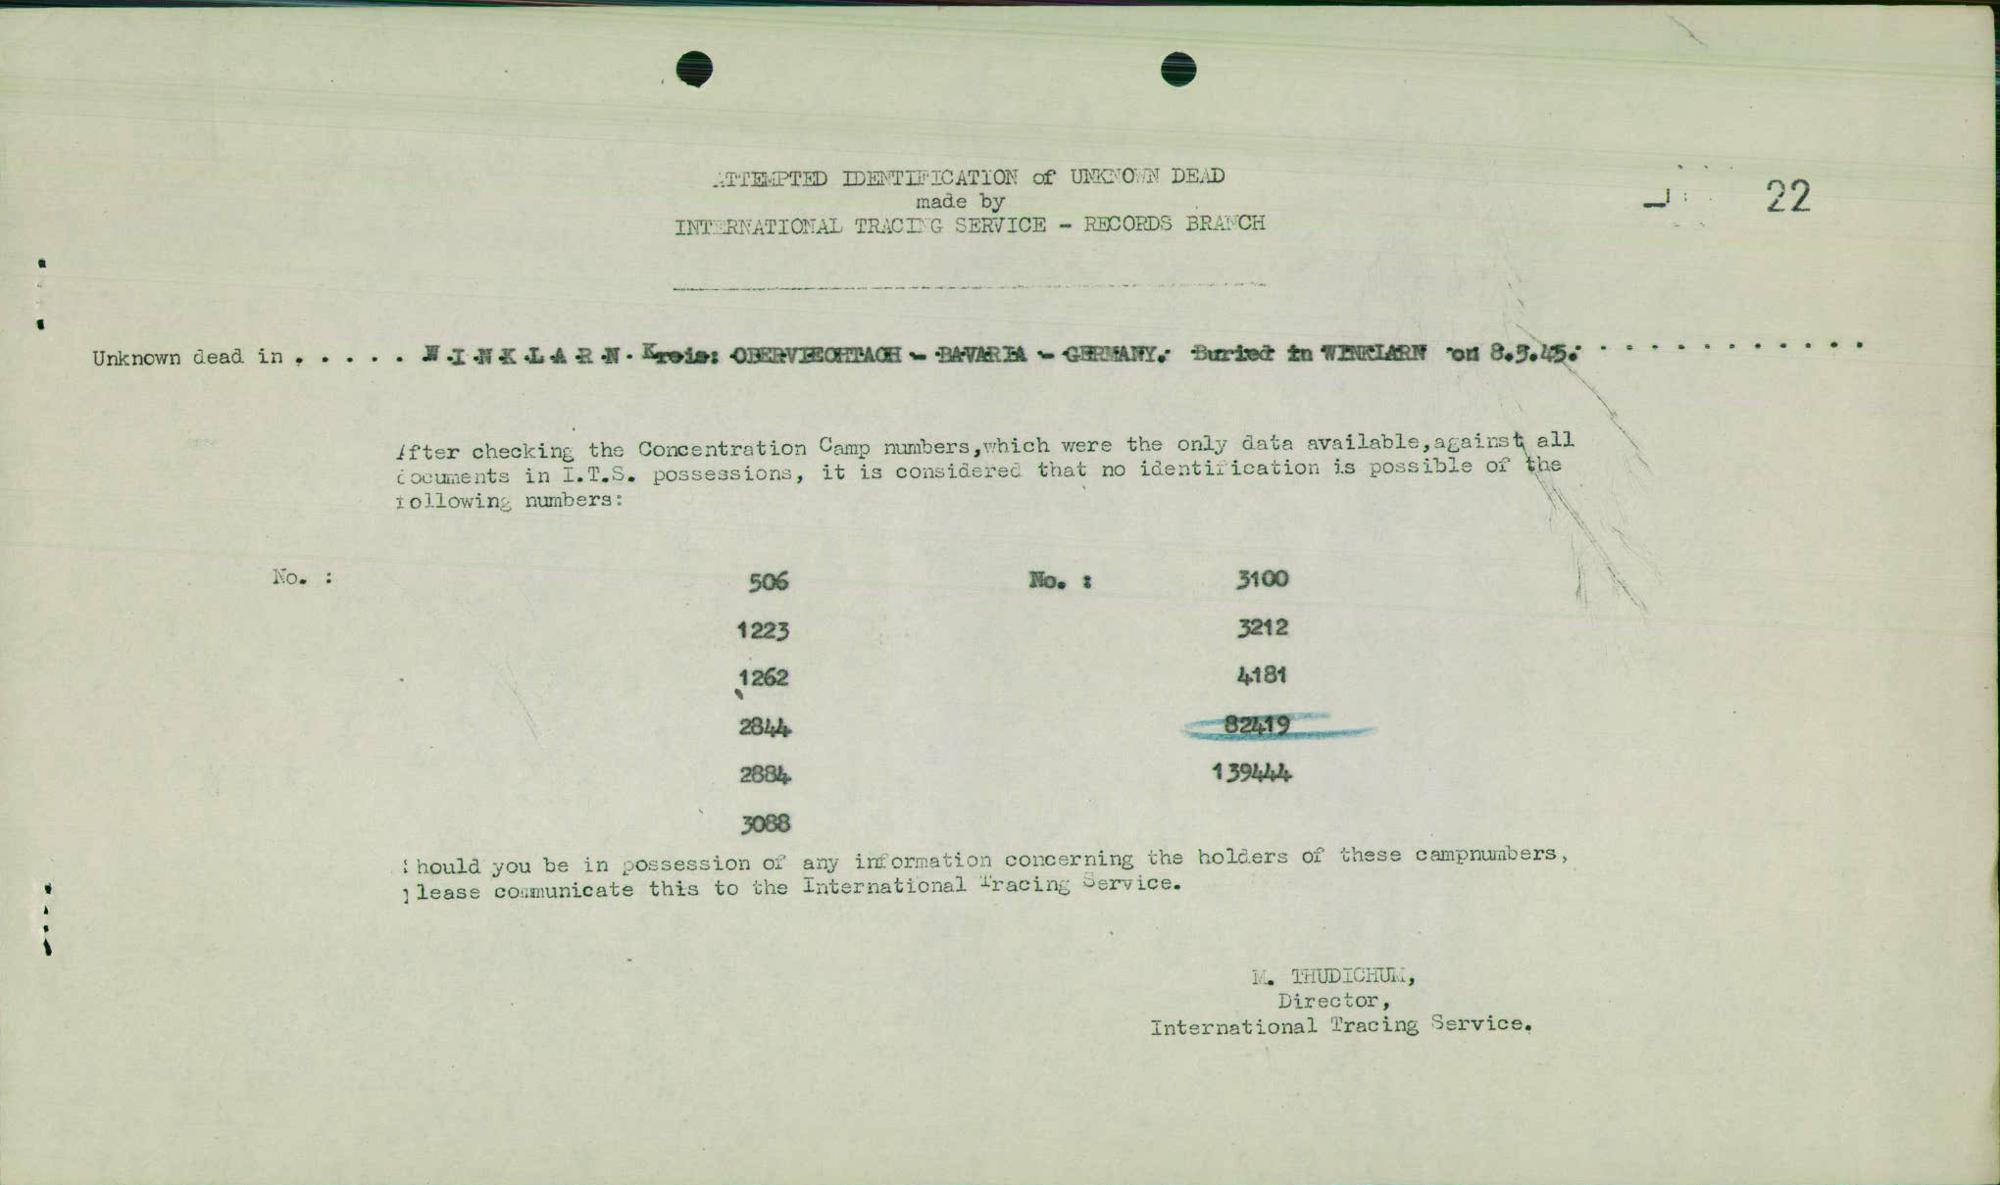 ATTEMPTED IDENTIFICATION of UNKNOWN DEAD
made by
INTERNATIONAL TRACING SERVICE - RECORDS BRANCH
22
Unknown dead in . . . . . W.I.N.K.L.A.R.N. Kreis: OBERVIECHTACH - BAVARIA - GERMANY. Buried in WINKLARN on 8.5.45. . . . . . . . . . . .
After checking the Concentration Camp numbers,which were the only data available,against all
documents in I.T.S. possessions, it is considered that no identification is possible of the
following numbers:
No. : 506 No. : 3100
1223 3212
1262 4181
2844 82419
2884 139444
3088
Should you be in possession of any information concerning the holders of these campnumbers,
please communicate this to the International Tracing Service.
M. THUDICHUM,
Director,
International Tracing Service.